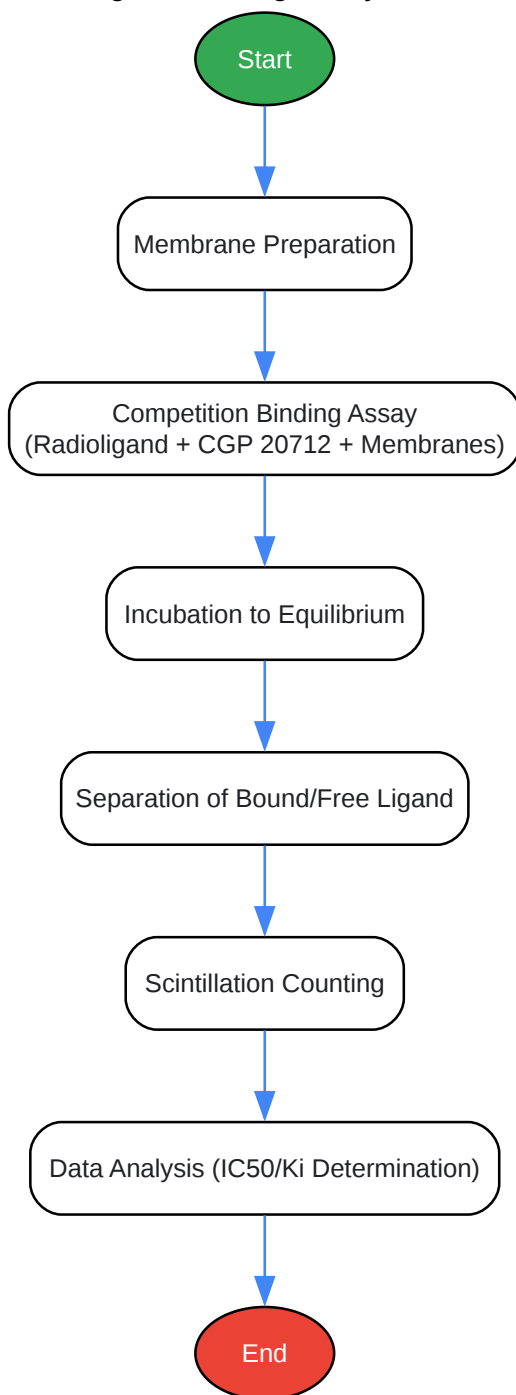 Start
Membrane Preparation
Competition Binding Assay
(Radioligand + CGP 20712 + Membranes)
Incubation to Equilibrium
Separation of Bound/Free Ligand
Scintillation Counting
Data Analysis (IC50/Ki Determination)
End